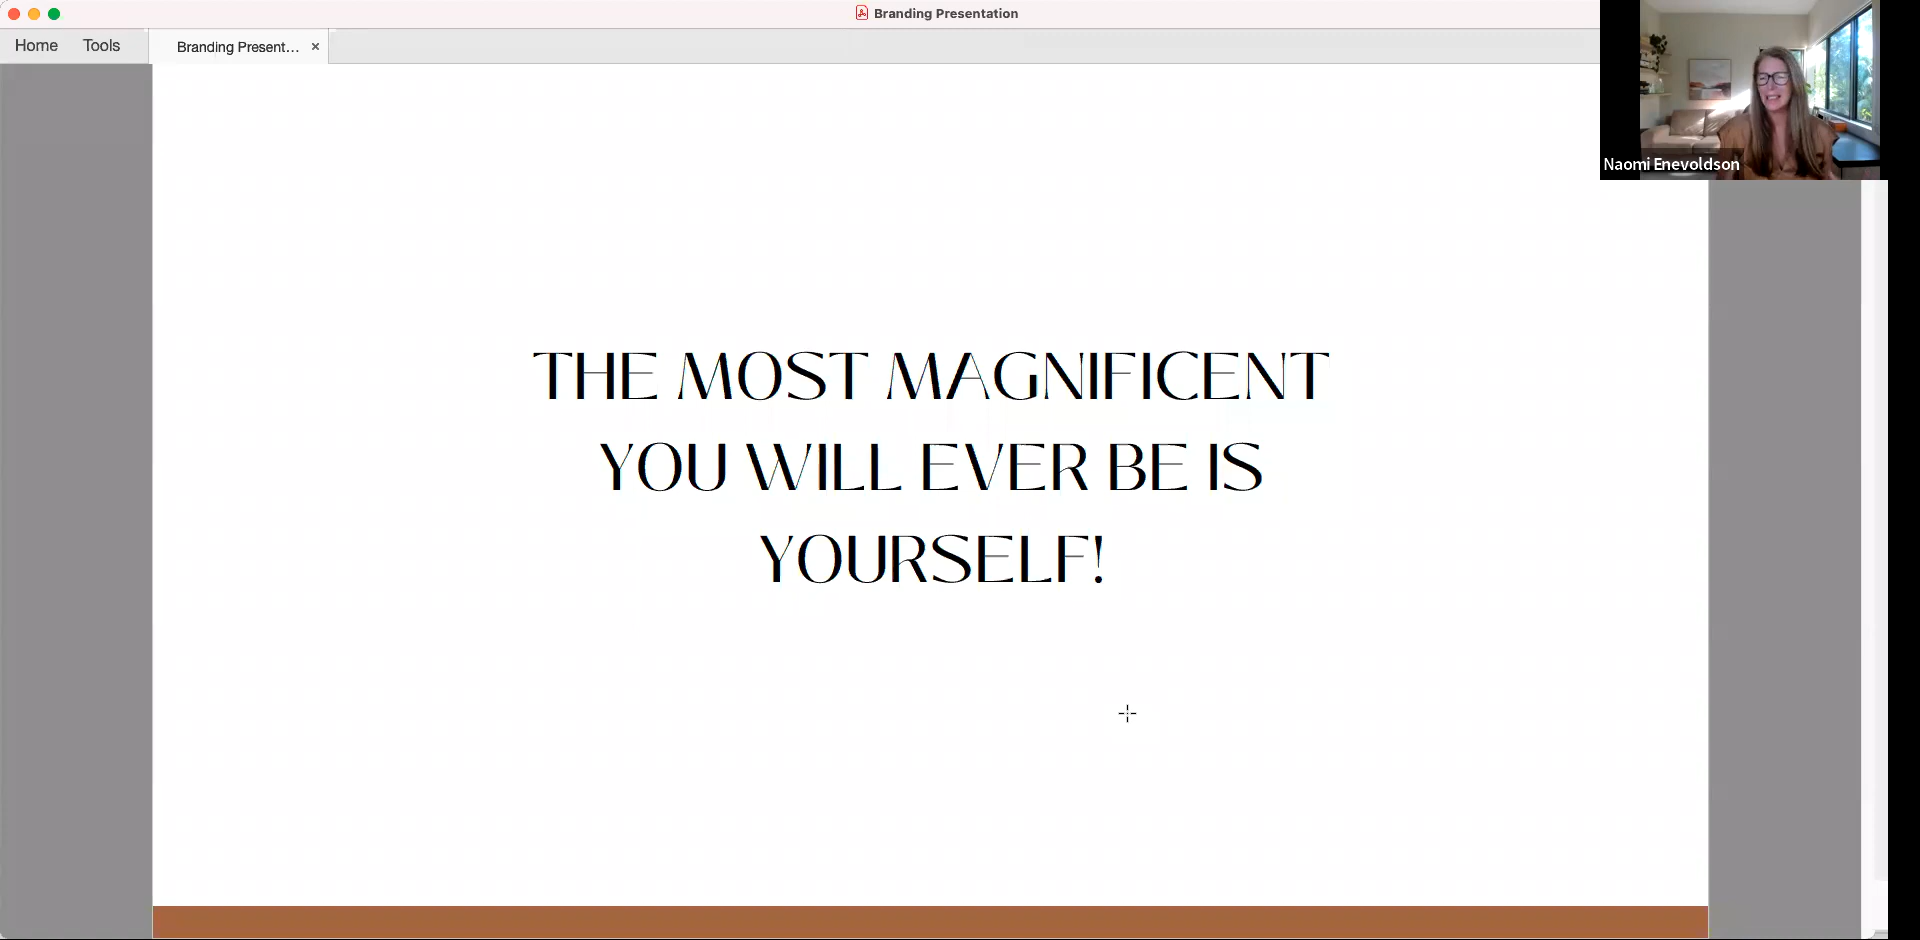 Branding Presentation
Home Tools Branding Present... ×
Naomi Enevoldson
THE MOST MAGNIFICENT
YOU WILL EVER BE IS
YOURSELF!